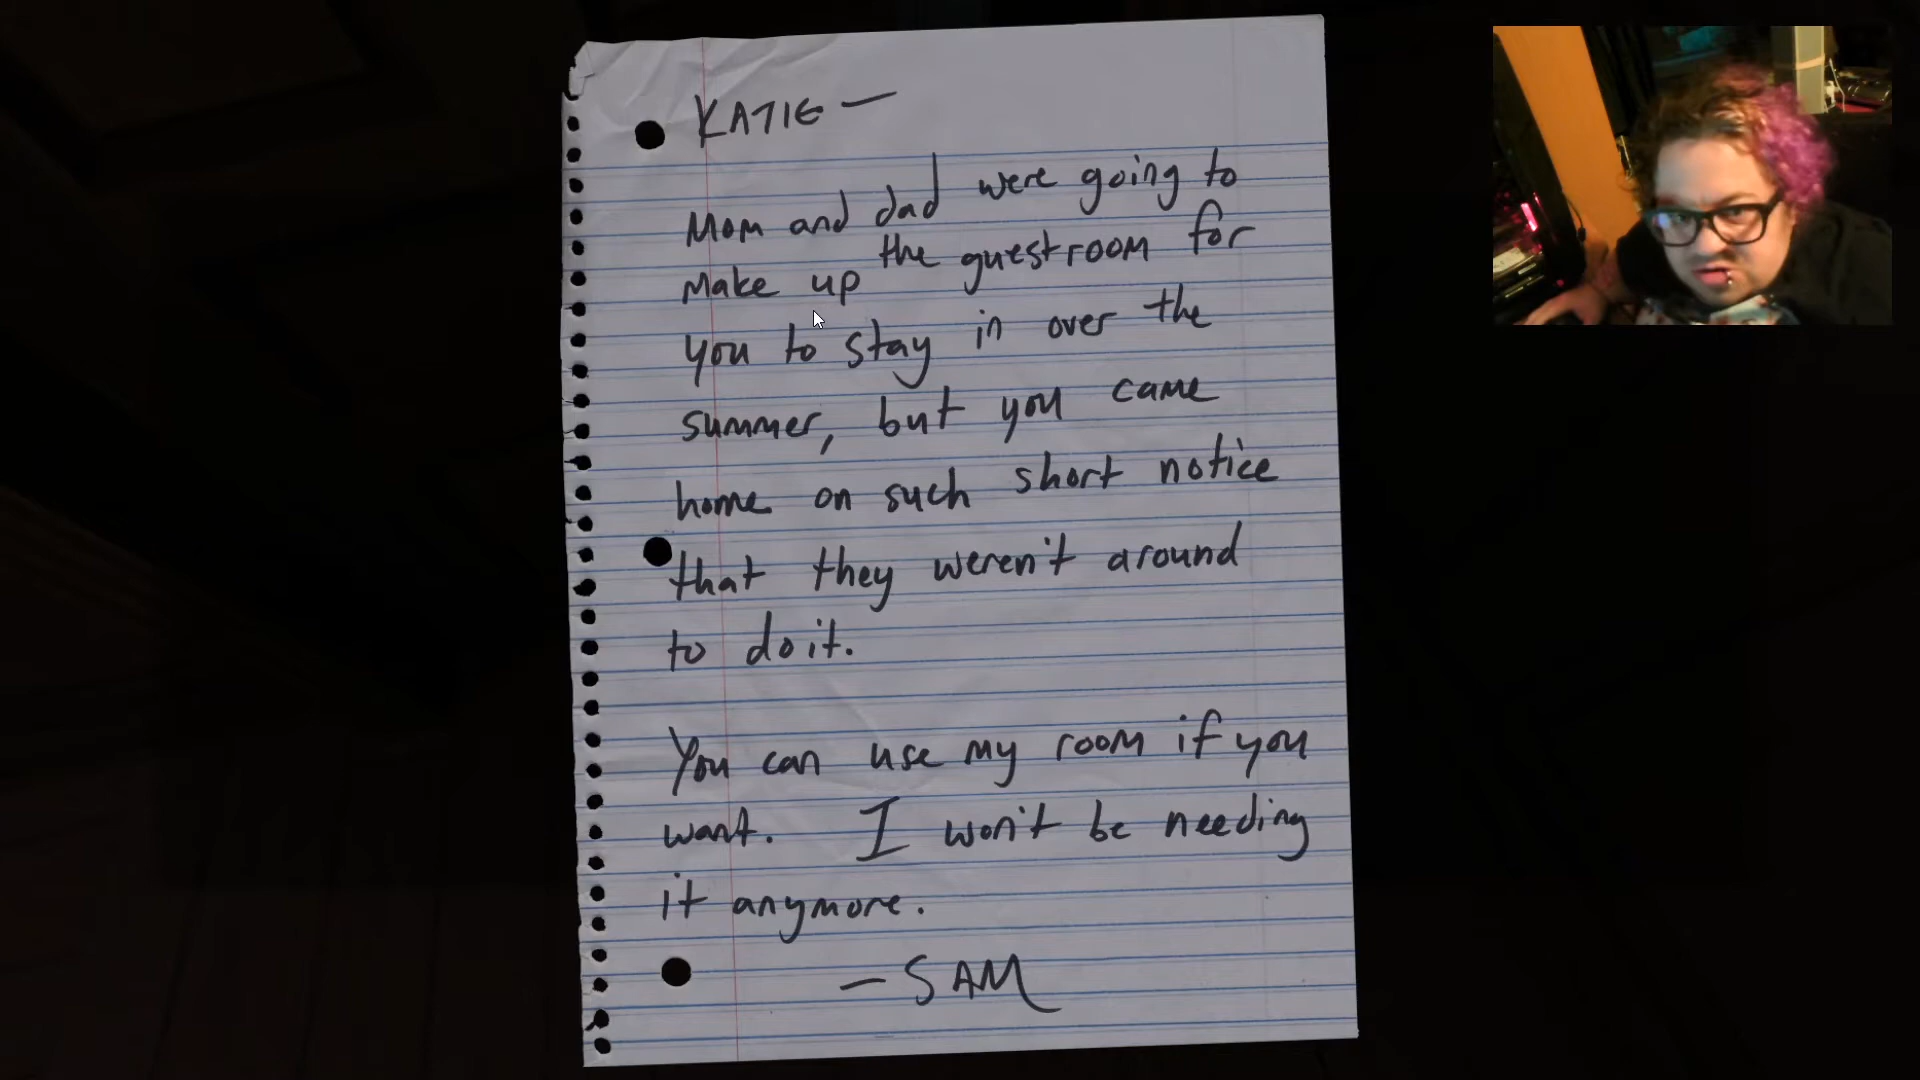 KATIE —
Mom and dad were going to
make up the guestroom for
you to stay in over the
summer, but you came
home on such short notice
that they weren't around
to do it.
You can use my room if you
want. I won't be needing
it anymore.
— SAM